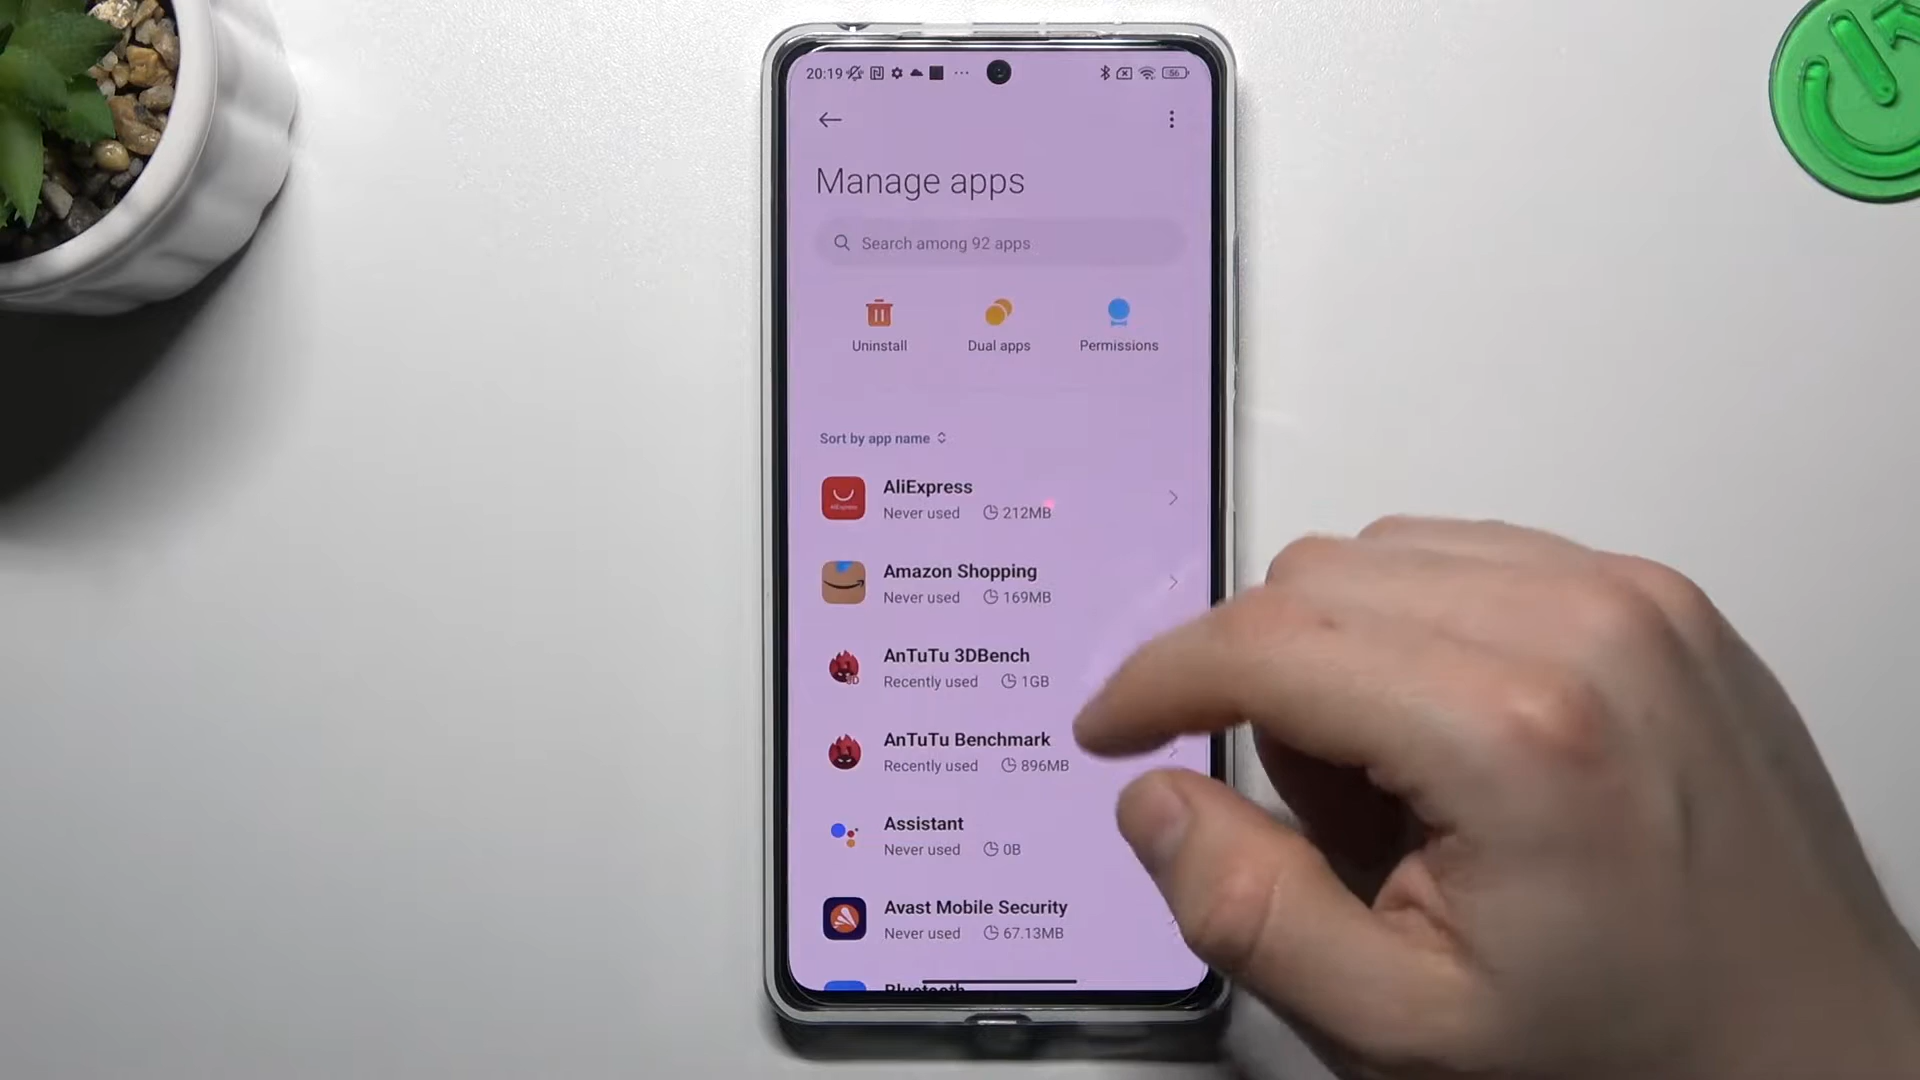 20:19 56
Manage apps
Search among 92 apps
Uninstall Dual apps Permissions
Sort by app name
AliExpress
Never used 212MB
Amazon Shopping
Never used 169MB
AnTuTu 3DBench
Recently used 1GB
AnTuTu Benchmark
Recently used 896MB
Assistant
Never used 0B
Avast Mobile Security
Never used 67.13MB
Bluetooth